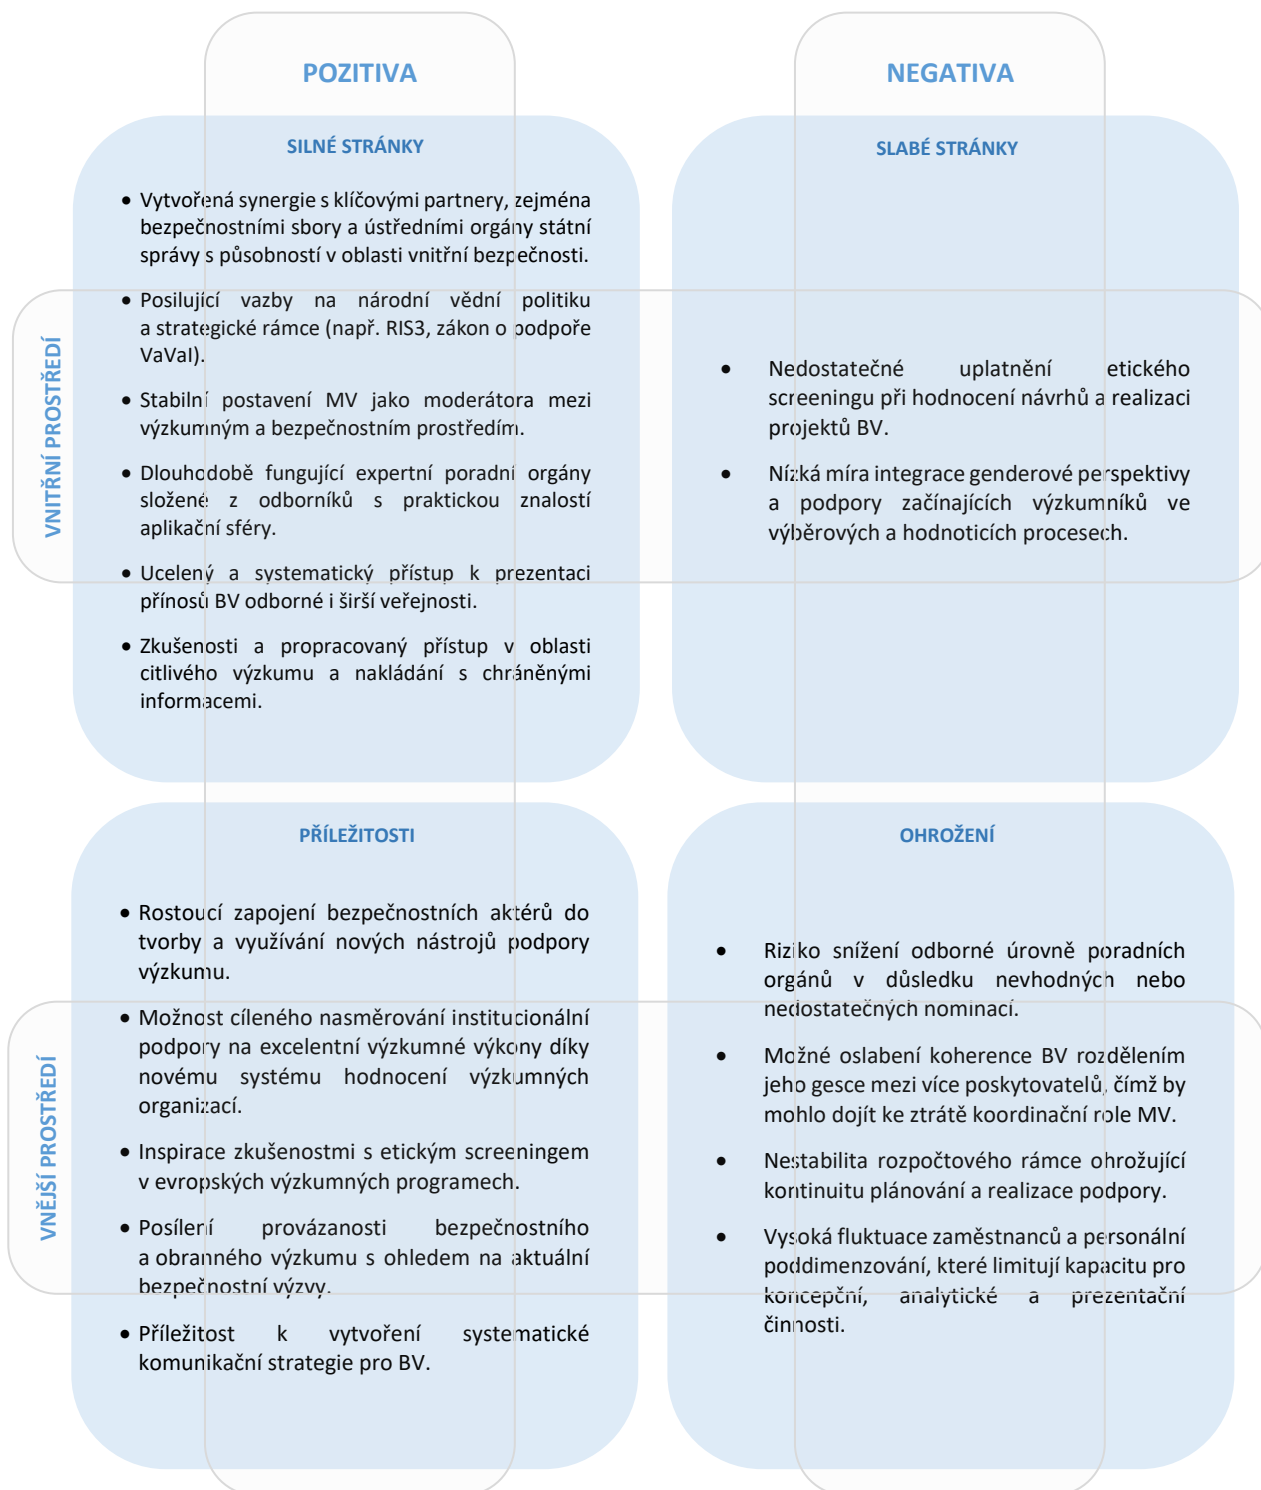 POZITIVA
NEGATIVA
VNITŘNÍ PROSTŘEDÍ
SILNÉ STRÁNKY
• Vytvořená synergie s klíčovými partnery, zejména
bezpečnostními sbory a ústředními orgány státní
správy s působností v oblasti vnitřní bezpečnosti.
• Posilující vazby na národní vědní politiku
a strategické rámce (např. RIS3, zákon o podpoře
VaVaI).
• Stabilní postavení MV jako moderátora mezi
výzkumným a bezpečnostním prostředím.
• Dlouhodobě fungující expertní poradní orgány
složené z odborníků s praktickou znalostí
aplikační sféry.
• Ucelený a systematický přístup k prezentaci
přínosů BV odborné i širší veřejnosti.
• Zkušenosti a propracovaný přístup v oblasti
citlivého výzkumu a nakládání s chráněnými
informacemi.
SLABÉ STRÁNKY
• Nedostatečné uplatnění etického
screeningu při hodnocení návrhů a realizaci
projektů BV.
• Nízká míra integrace genderové perspektivy
a podpory začínajících výzkumníků ve
výběrových a hodnoticích procesech.
VNĚJŠÍ PROSTŘEDÍ
PŘÍLEŽITOSTI
• Rostoucí zapojení bezpečnostních aktérů do
tvorby a využívání nových nástrojů podpory
výzkumu.
• Možnost cíleného nasměrování institucionální
podpory na excelentní výzkumné výkony díky
novému systému hodnocení výzkumných
organizací.
• Inspirace zkušenostmi s etickým screeningem
v evropských výzkumných programech.
• Posílení provázanosti bezpečnostního
a obranného výzkumu s ohledem na aktuální
bezpečnostní výzvy.
• Příležitost k vytvoření systematické
komunikační strategie pro BV.
OHROŽENÍ
• Riziko snížení odborné úrovně poradních
orgánů v důsledku nevhodných nebo
nedostatečných nominací.
• Možné oslabení koherence BV rozdělením
jeho gesce mezi více poskytovatelů, čímž by
mohlo dojít ke ztrátě koordinační role MV.
• Nestabilita rozpočtového rámce ohrožující
kontinuitu plánování a realizace podpory.
• Vysoká fluktuace zaměstnanců a personální
poddimenzování, které limitují kapacitu pro
koncepční, analytické a prezentační
činnosti.